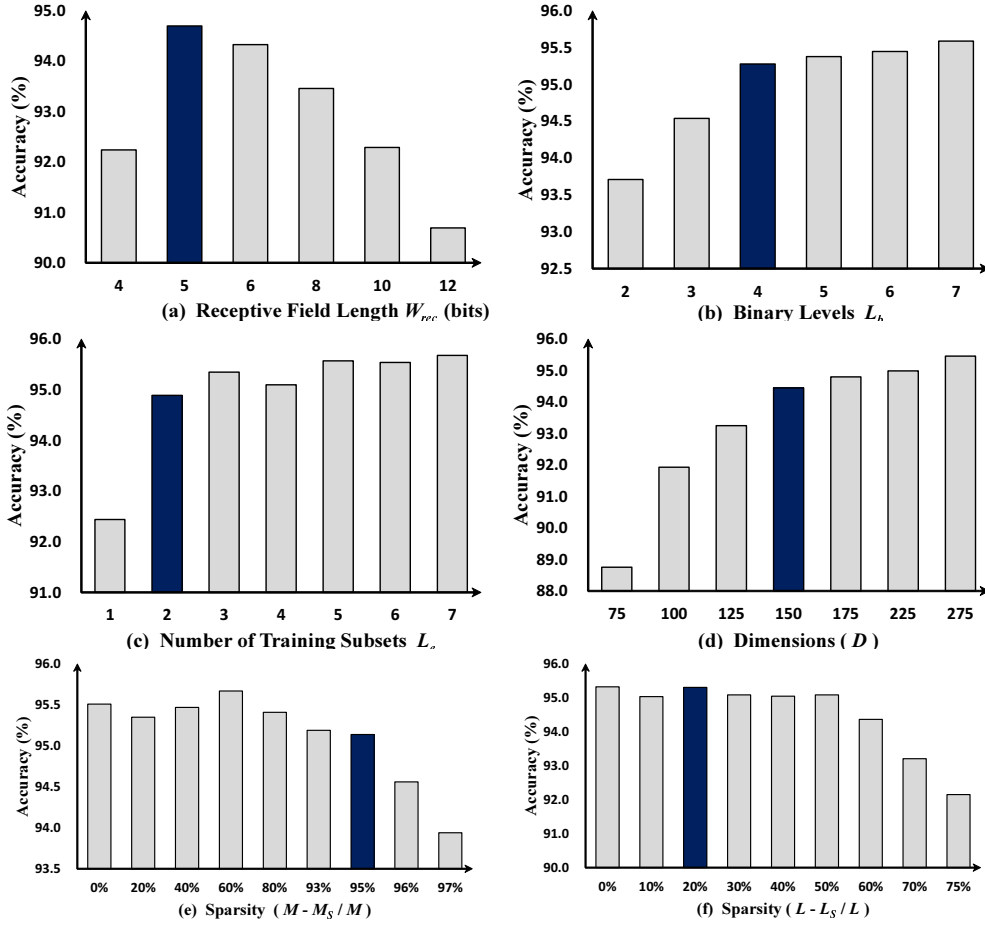 95.0
94.0
93.0
92.0
91.0
90.0
Accuracy (%)
4 5 6 8 10 12
(a) Receptive Field Length W_rec (bits)
96.0
95.5
95.0
94.5
94.0
93.5
93.0
92.5
Accuracy (%)
2 3 4 5 6 7
(b) Binary Levels L_b
96.0
95.0
94.0
93.0
92.0
91.0
Accuracy (%)
1 2 3 4 5 6 7
(c) Number of Training Subsets L
96.0
95.0
94.0
93.0
92.0
91.0
90.0
89.0
88.0
Accuracy (%)
75 100 125 150 175 225 275
(d) Dimensions ( D )
96.0
95.5
95.0
94.5
94.0
93.5
Accuracy (%)
0% 20% 40% 60% 80% 93% 95% 96% 97%
(e) Sparsity ( M - M_S / M )
96.0
95.0
94.0
93.0
92.0
91.0
90.0
Accuracy (%)
0% 10% 20% 30% 40% 50% 60% 70% 75%
(f) Sparsity ( L - L_S / L )